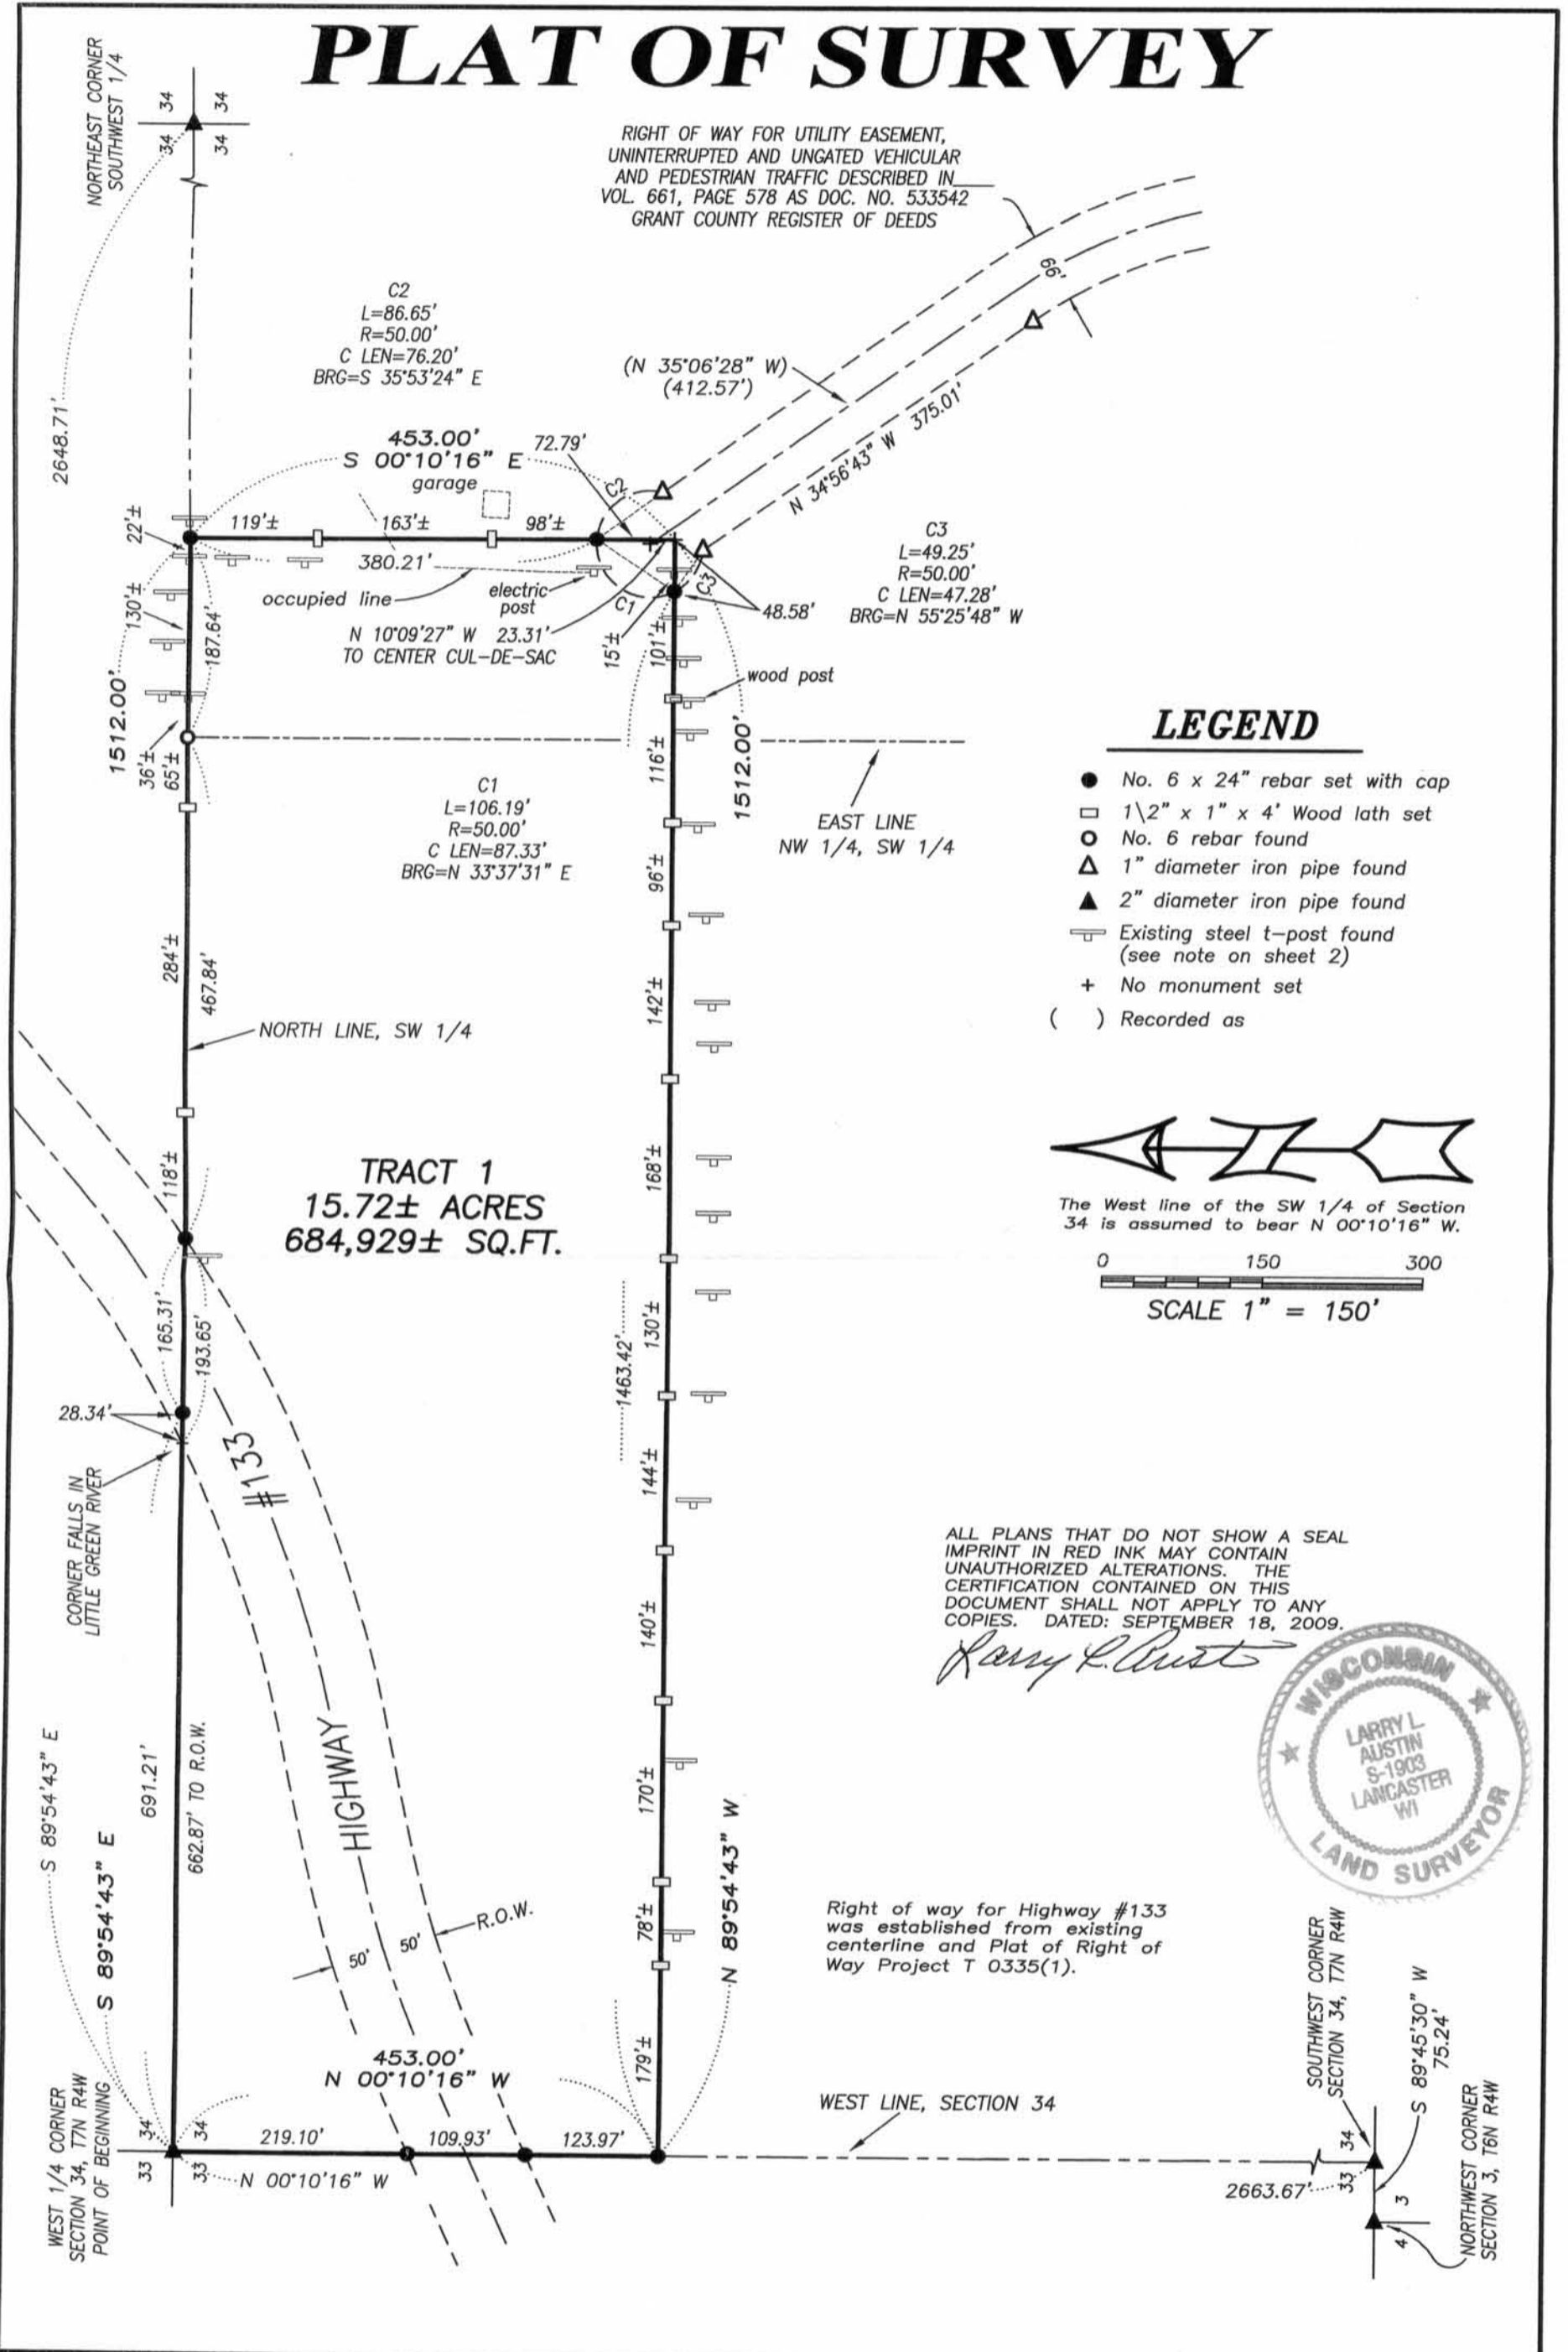 PLAT OF SURVEY
NORTHEAST CORNER
SOUTHWEST 1/4
34
34
34
34
RIGHT OF WAY FOR UTILITY EASEMENT,
UNINTERRUPTED AND UNGATED VEHICULAR
AND PEDESTRIAN TRAFFIC DESCRIBED IN
VOL. 661, PAGE 578 AS DOC. NO. 533542
GRANT COUNTY REGISTER OF DEEDS
66'
C2
L=86.65'
R=50.00'
C LEN=76.20'
BRG=S 35°53'24" E
(N 35°06'28" W)
(412.57')
N 34°56'43" W 375.01'
2648.71'
453.00'
S 00°10'16" E
72.79'
garage
C2
119'±
163'±
98'±
22'±
380.21'
C3
L=49.25'
R=50.00'
C LEN=47.28'
BRG=N 55°25'48" W
occupied line
electric
post
C1
C3
48.58'
N 10°09'27" W 23.31'
TO CENTER CUL-DE-SAC
130'±
187.64'
15'±
101'±
wood post
1512.00'
36'±
65'±
116'±
1512.00'
EAST LINE
NW 1/4, SW 1/4
C1
L=106.19'
R=50.00'
C LEN=87.33'
BRG=N 33°37'31" E
96'±
LEGEND
No. 6 x 24" rebar set with cap
1\2" x 1" x 4' Wood lath set
No. 6 rebar found
1" diameter iron pipe found
2" diameter iron pipe found
Existing steel t-post found
(see note on sheet 2)
+ No monument set
( ) Recorded as
284'±
467.84'
142'±
NORTH LINE, SW 1/4
118'±
TRACT 1
15.72± ACRES
684,929± SQ.FT.
168'±
The West line of the SW 1/4 of Section
34 is assumed to bear N 00°10'16" W.
0 150 300
SCALE 1" = 150'
165.31'
193.65'
1463.42'
130'±
28.34'
CORNER FALLS IN
LITTLE GREEN RIVER
#133
144'±
ALL PLANS THAT DO NOT SHOW A SEAL
IMPRINT IN RED INK MAY CONTAIN
UNAUTHORIZED ALTERATIONS. THE
CERTIFICATION CONTAINED ON THIS
DOCUMENT SHALL NOT APPLY TO ANY
COPIES. DATED: SEPTEMBER 18, 2009.
Larry L. Austin
WISCONSIN
LARRY L.
AUSTIN
S-1903
LANCASTER
WI
LAND SURVEYOR
140'±
S 89°54'43" E
S 89°54'43" E
691.21'
662.87' TO R.O.W.
HIGHWAY
170'±
N 89°54'43" W
R.O.W.
50'
50'
78'±
Right of way for Highway #133
was established from existing
centerline and Plat of Right of
Way Project T 0335(1).
453.00'
N 00°10'16" W
179'±
WEST 1/4 CORNER
SECTION 34, T7N R4W
POINT OF BEGINNING
34
34
33
33
219.10'
109.93'
123.97'
N 00°10'16" W
WEST LINE, SECTION 34
SOUTHWEST CORNER
SECTION 34, T7N R4W
S 89°45'30" W
75.24'
2663.67'
34
33
3
4
NORTHWEST CORNER
SECTION 3, T6N R4W